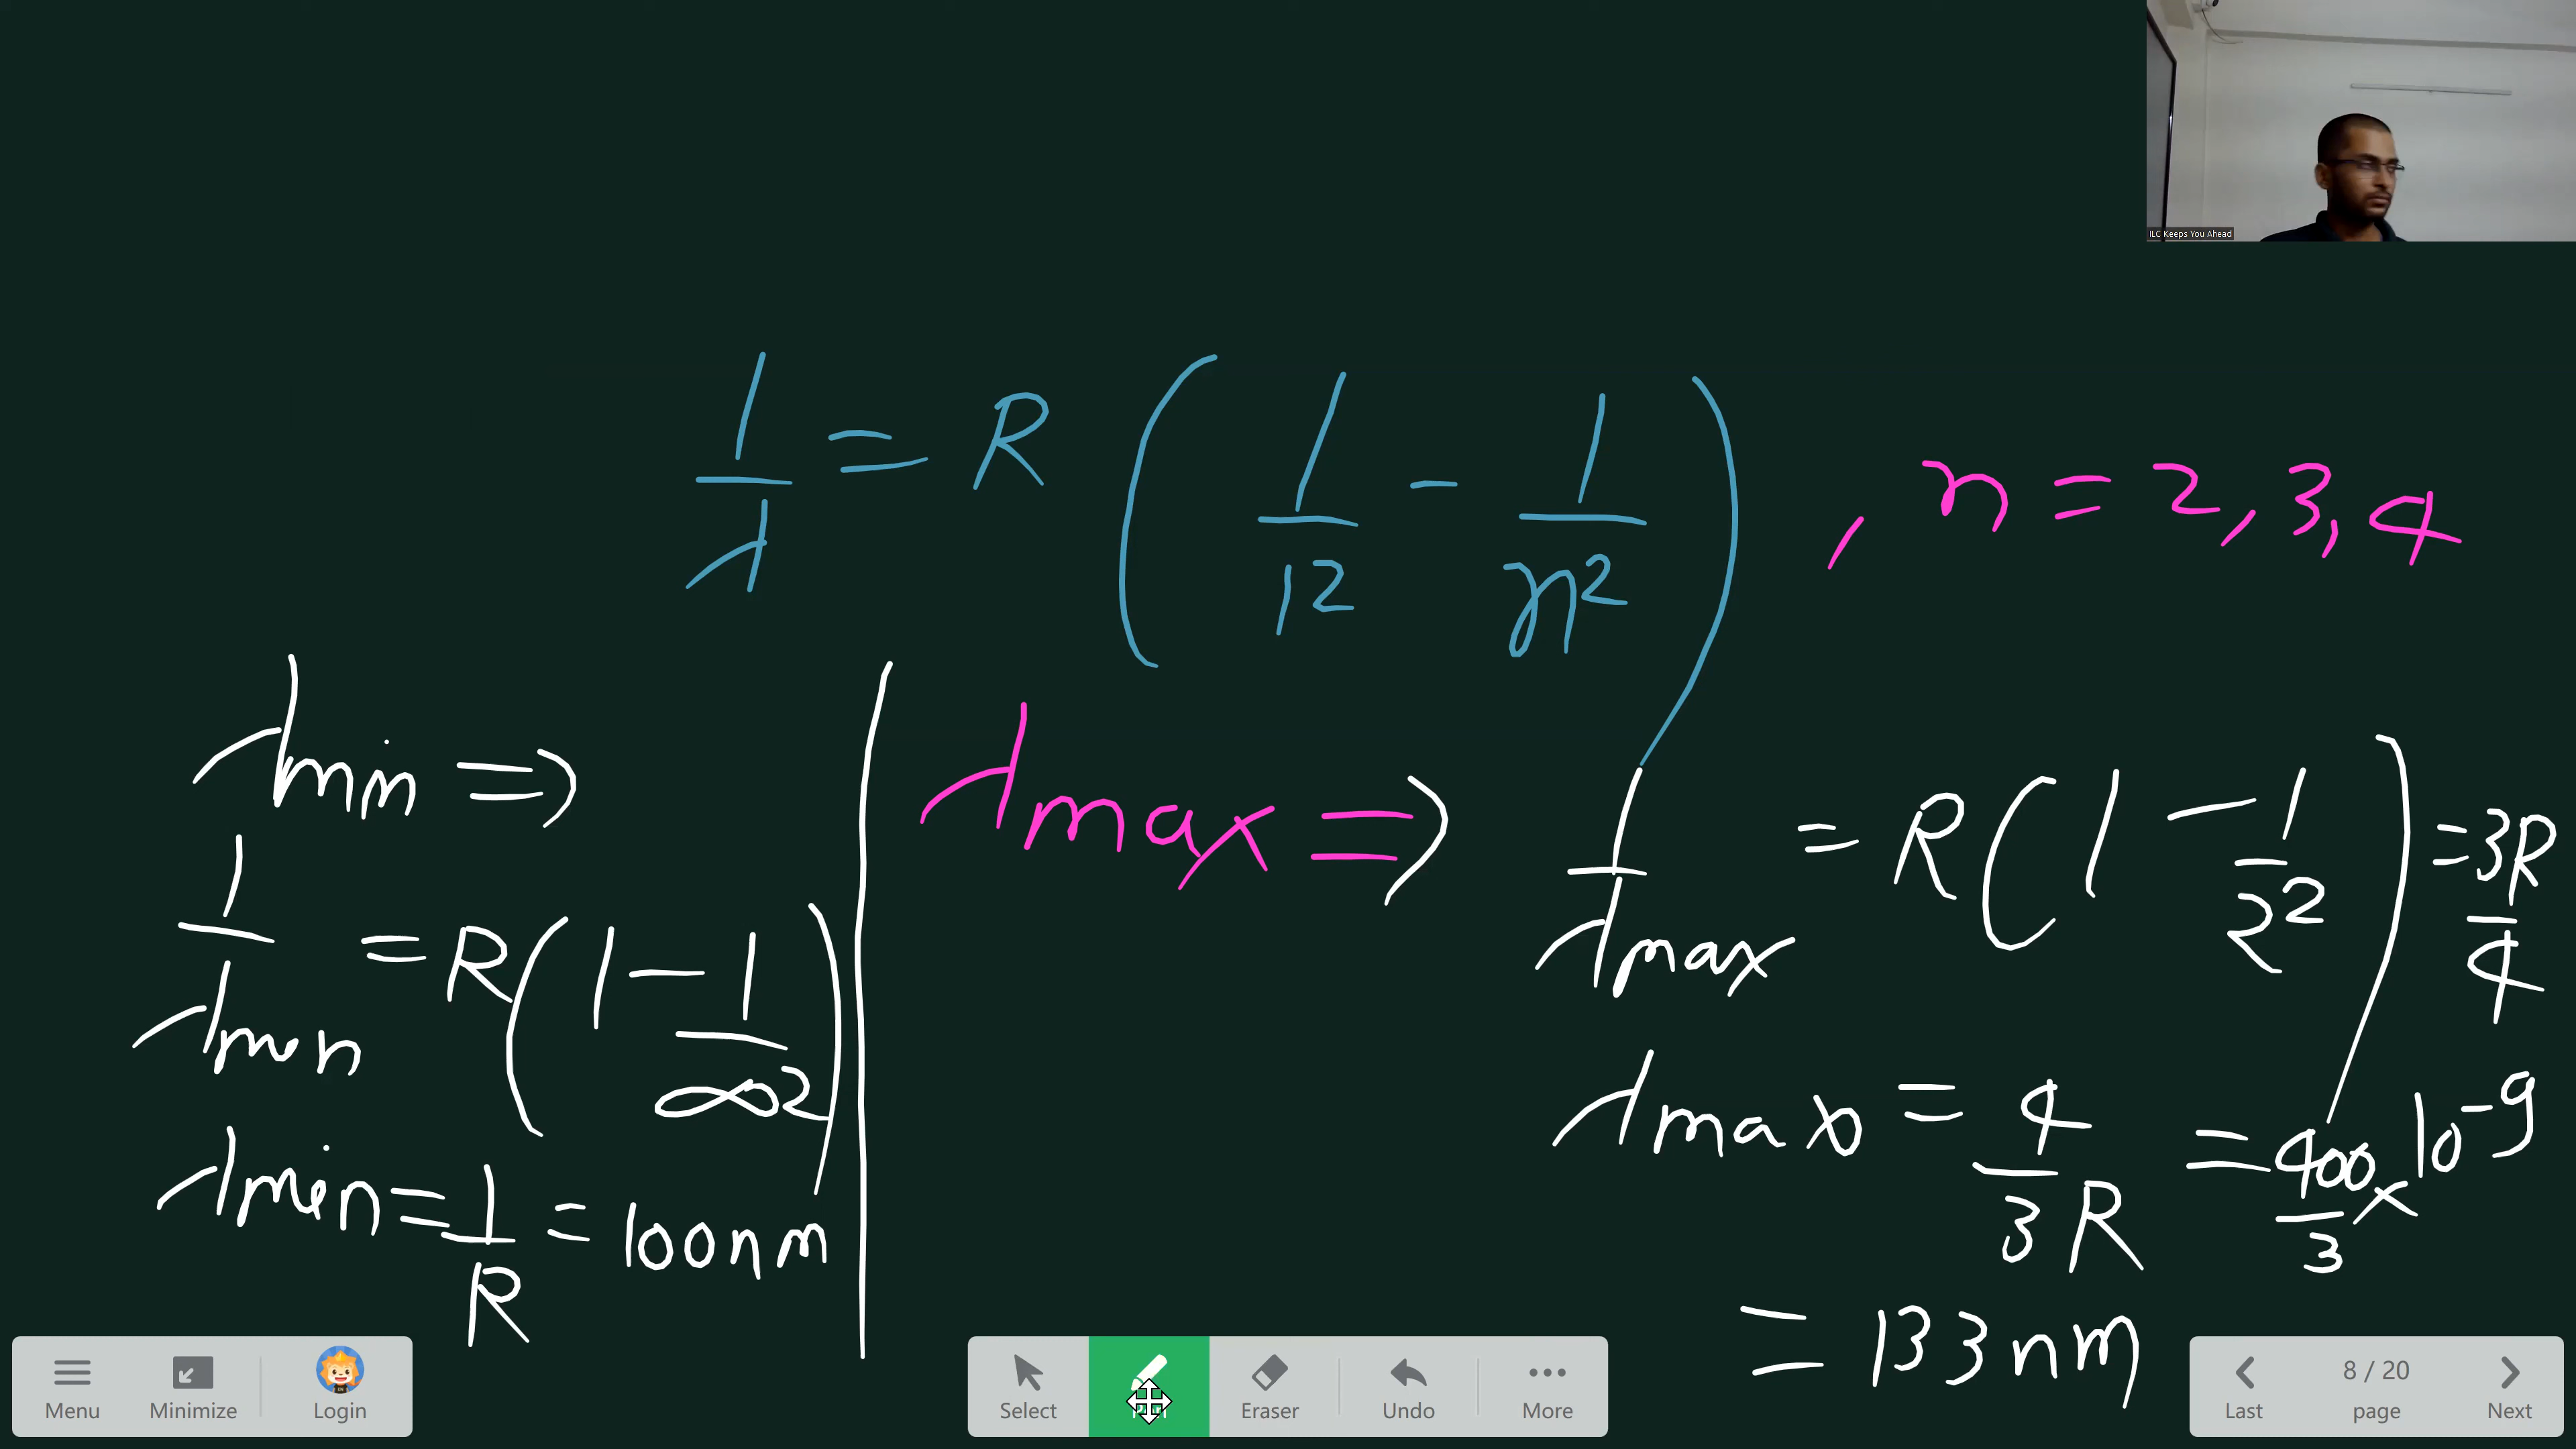 ILC Keeps You Ahead
1/λ = R (1/1² − 1/n²) , n = 2, 3, 4
λmin ⇒
1/λmin = R(1 − 1/∞²)
λmin = 1/R = 100nm
λmax ⇒ 1/λmax = R(1 − 1/2²) = 3R/4
λmax = 4/3R = 400/3 × 10⁻⁹
= 133nm
Menu Minimize Login
Select Eraser Undo More
8 / 20
Last page Next